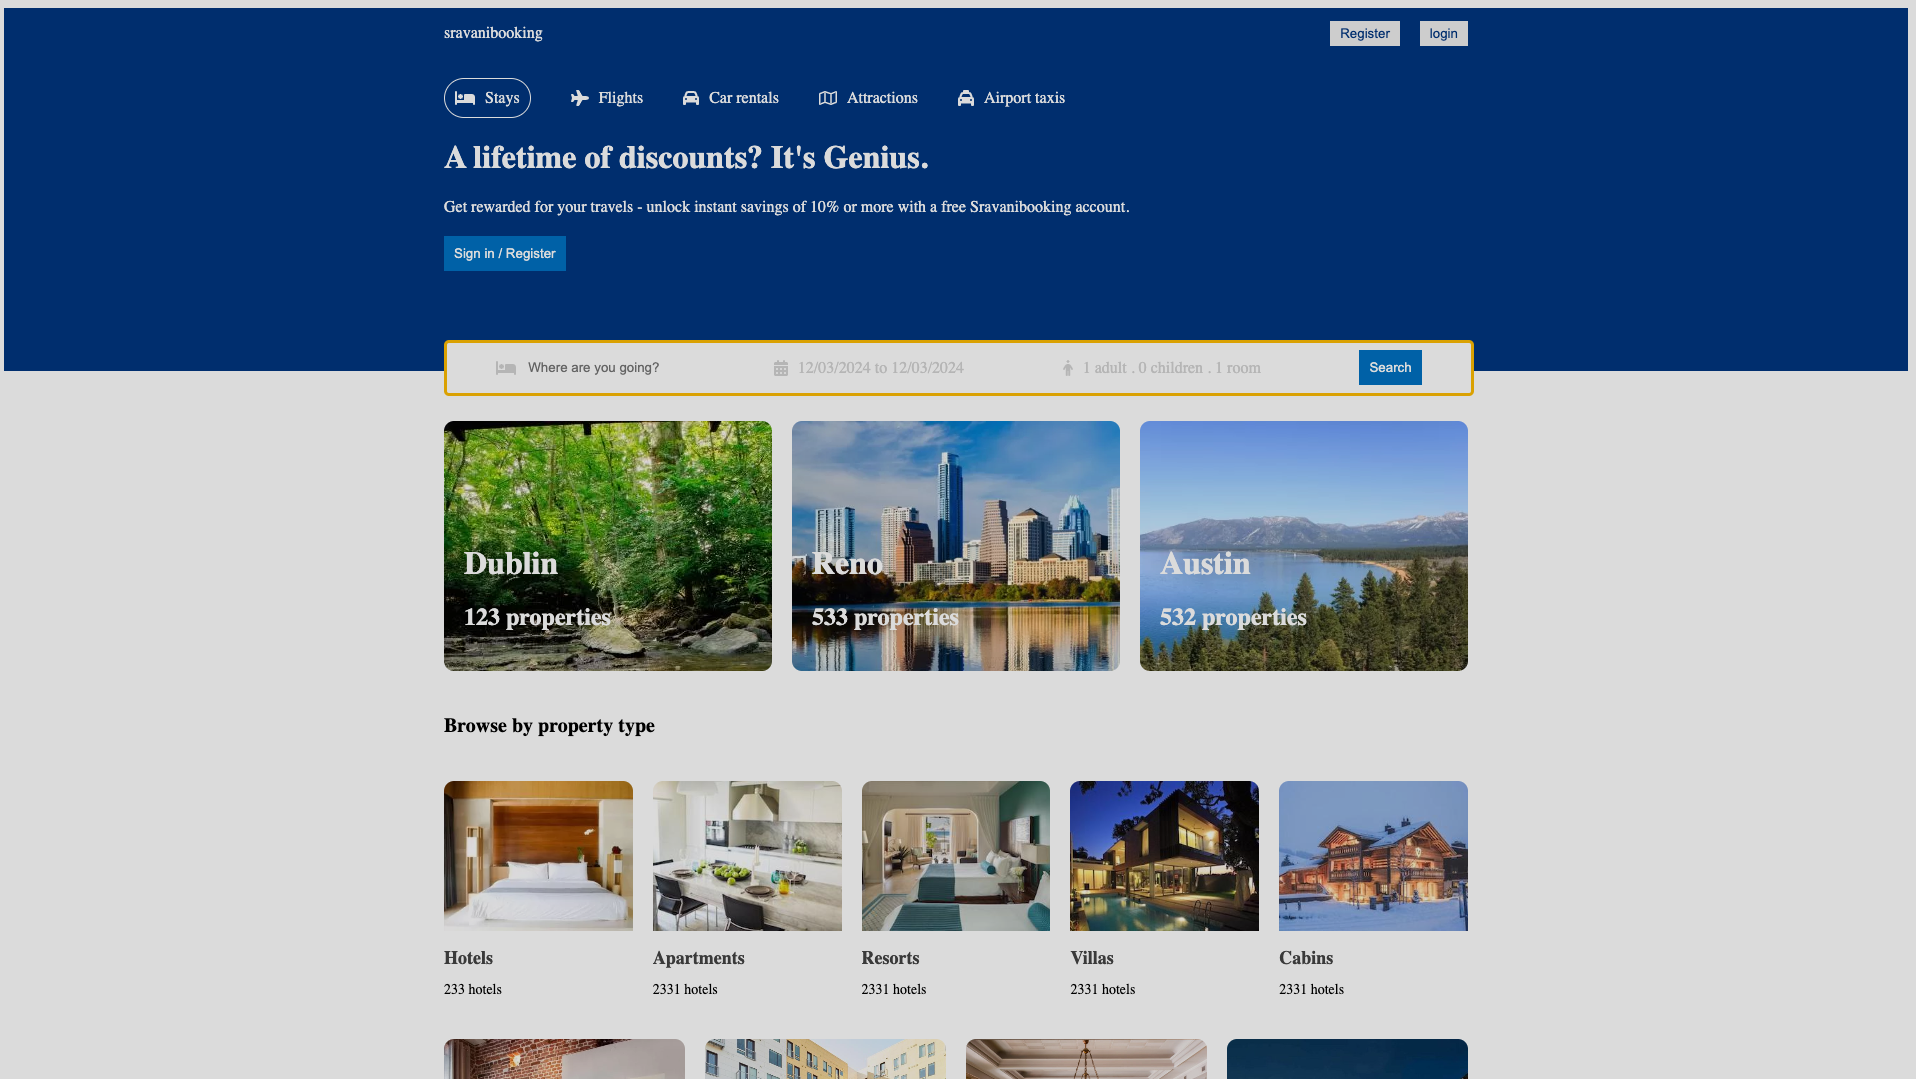 sravanibooking
Register
login
Stays
Flights
Car rentals
Attractions
Airport taxis
A lifetime of discounts? It's Genius.
Get rewarded for your travels - unlock instant savings of 10% or more with a free Sravanibooking account.
Sign in / Register
Where are you going?
12/03/2024 to 12/03/2024
1 adult . 0 children . 1 room
Search
Dublin
123 properties
Reno
533 properties
Austin
532 properties
Browse by property type
Hotels
233 hotels
Apartments
2331 hotels
Resorts
2331 hotels
Villas
2331 hotels
Cabins
2331 hotels